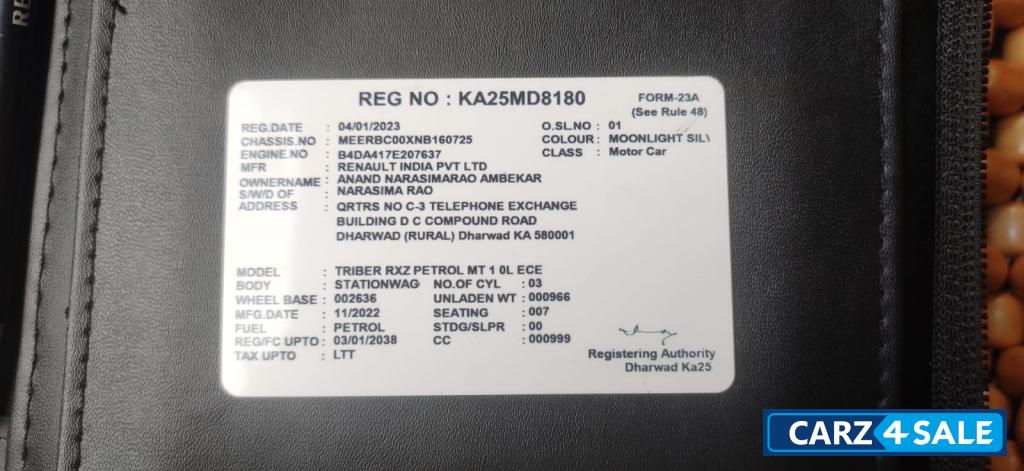 RE
REG NO : KA25MD8180
FORM-23A
(See Rule 48)
REG.DATE : 04/01/2023 O.SL.NO : 01
CHASSIS.NO : MEERBC00XNB160725 COLOUR : MOONLIGHT SIL
ENGINE.NO : B4DA417E207637 CLASS : Motor Car
MFR : RENAULT INDIA PVT LTD
OWNERNAME : ANAND NARASIMARAO AMBEKAR
S/W/D OF : NARASIMA RAO
ADDRESS : QRTRS NO C-3 TELEPHONE EXCHANGE
BUILDING D C COMPOUND ROAD
DHARWAD (RURAL) Dharwad KA 580001
MODEL : TRIBER RXZ PETROL MT 1 0L ECE
BODY : STATIONWAG NO.OF CYL : 03
WHEEL BASE : 002636 UNLADEN WT : 000966
MFG.DATE : 11/2022 SEATING : 007
FUEL : PETROL STDG/SLPR : 00
REG/FC UPTO : 03/01/2038 CC : 000999
TAX UPTO : LTT
Registering Authority
Dharwad Ka25
CARZ4SALE